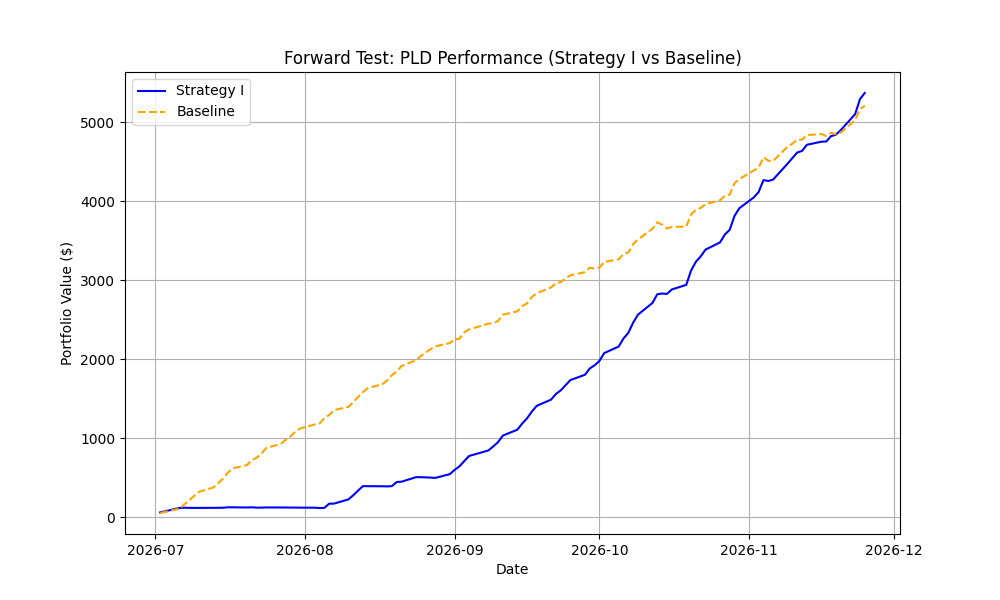 Forward Test: PLD Performance (Strategy I vs Baseline)
Strategy I
Baseline
Portfolio Value ($)
5000
4000
3000
2000
1000
0
2026-07
2026-08
2026-09
2026-10
2026-11
2026-12
Date